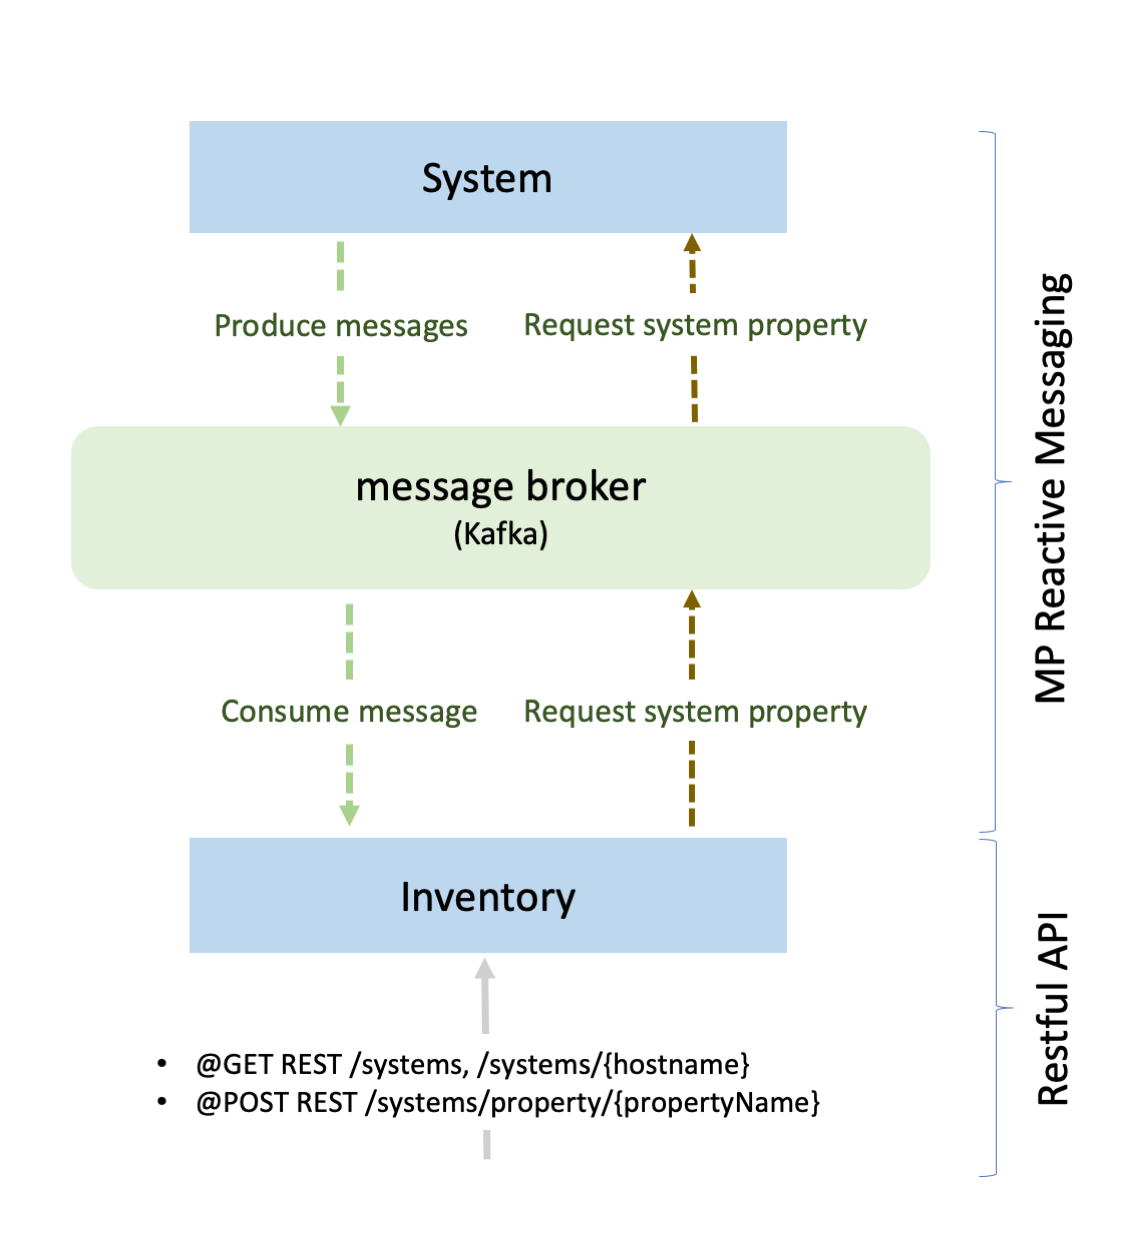 System
Produce messages
Request system property
message broker
(Kafka)
Consume message
Request system property
Inventory
• @GET REST /systems, /systems/{hostname}
• @POST REST /systems/property/{propertyName}
MP Reactive Messaging
Restful API